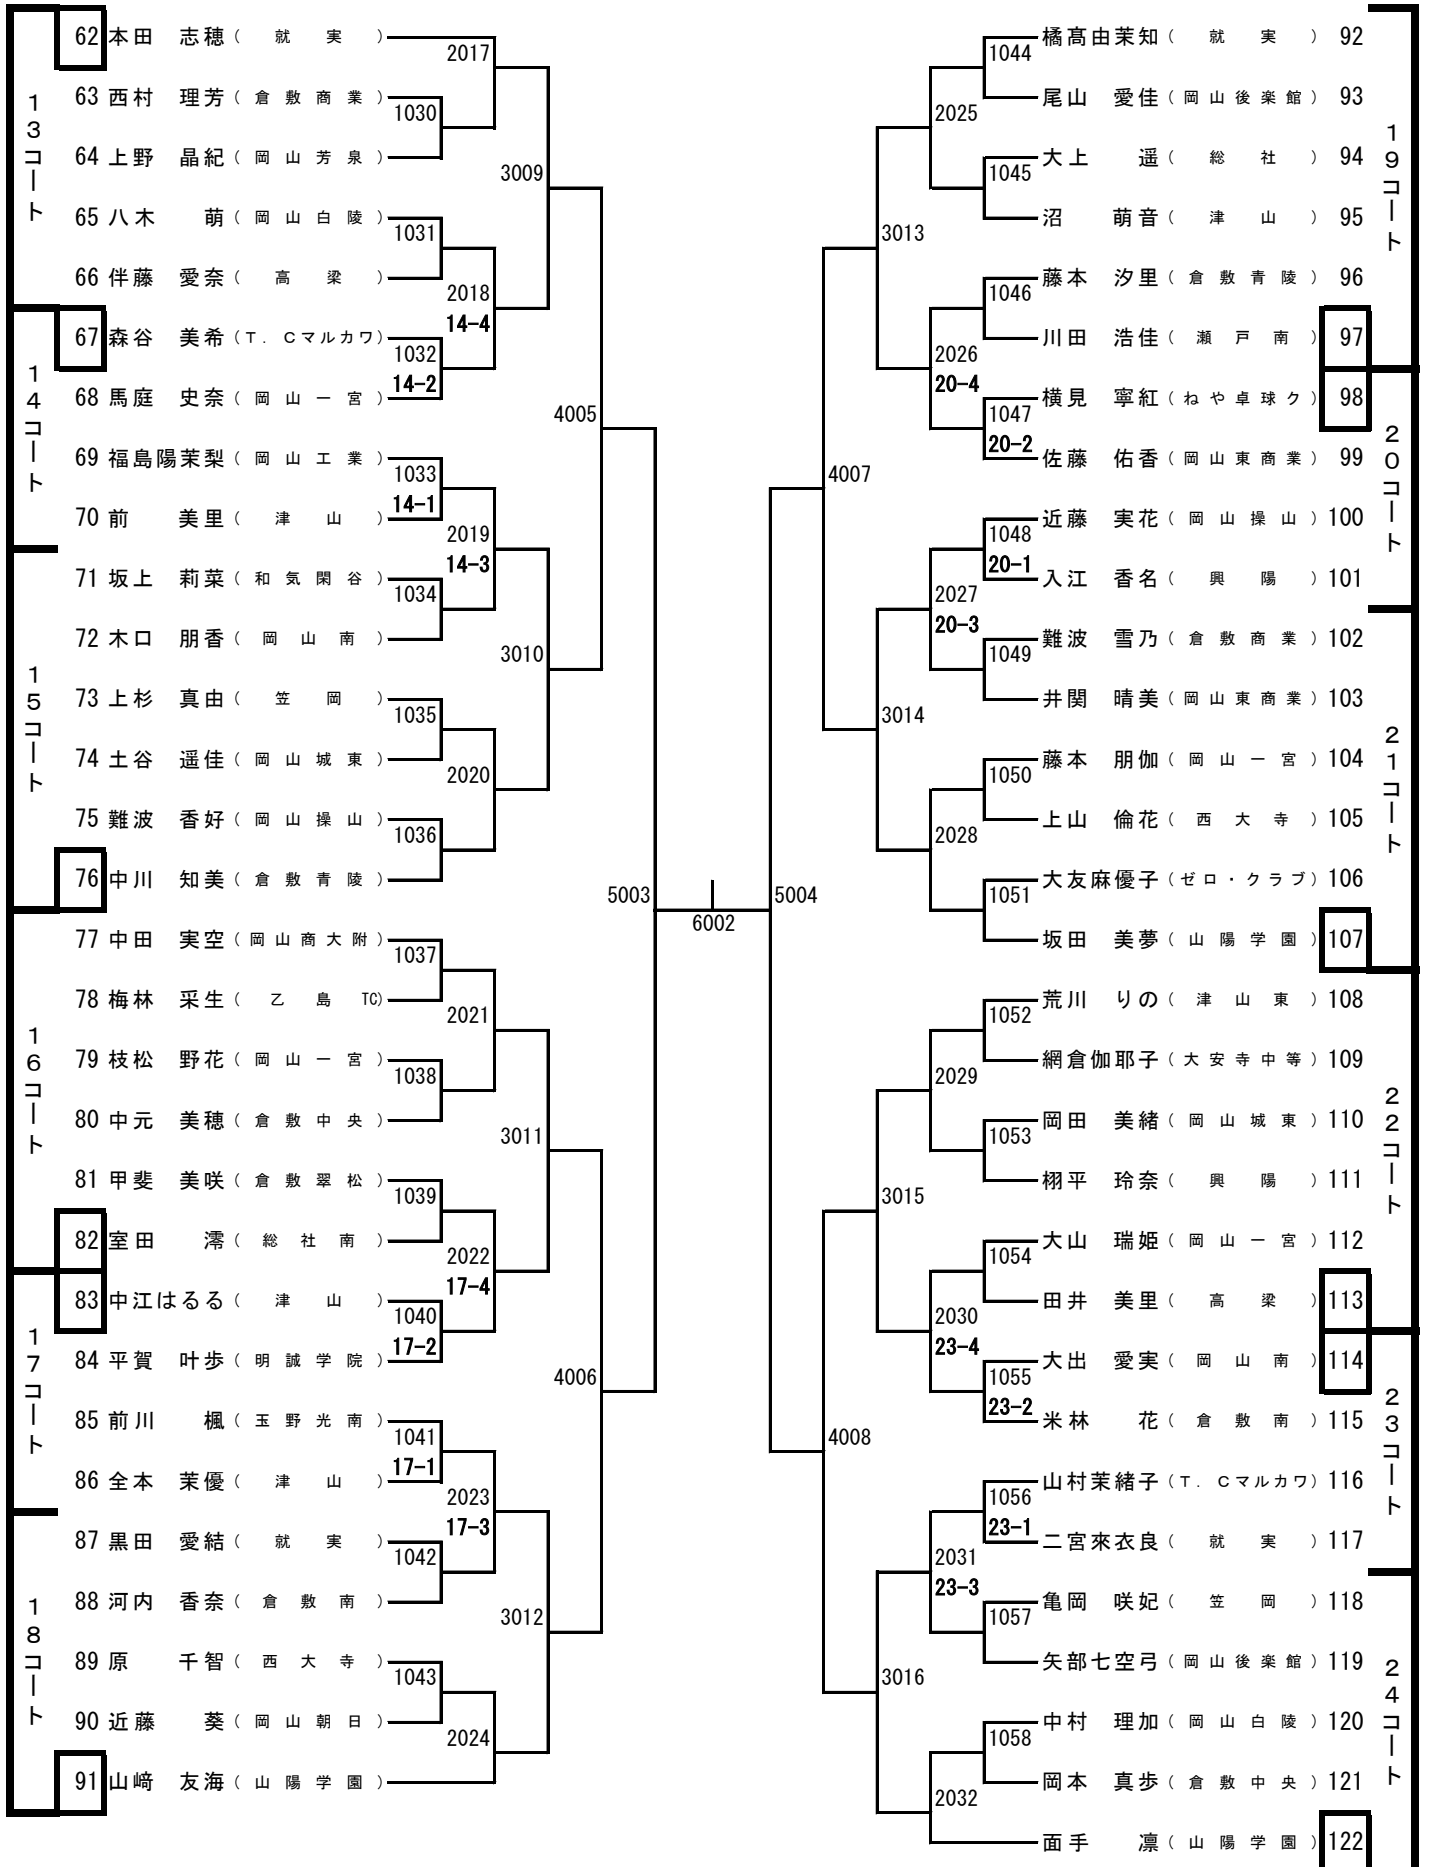 13コート
62 本田 志穂 ( 就 実 )
63 西村 理芳 ( 倉 敷 商 業 )
64 上野 晶紀 ( 岡 山 芳 泉 )
65 八木 萌 ( 岡 山 白 陵 )
66 伴藤 愛奈 ( 高 梁 )
14コート
67 森谷 美希 (T. Cマルカワ)
68 馬庭 史奈 ( 岡 山 一 宮 )
69 福島陽茉梨 ( 岡 山 工 業 )
70 前 美里 ( 津 山 )
15コート
71 坂上 莉菜 ( 和 気 閑 谷 )
72 木口 朋香 ( 岡 山 南 )
73 上杉 真由 ( 笠 岡 )
74 土谷 遥佳 ( 岡 山 城 東 )
75 難波 香好 ( 岡 山 操 山 )
76 中川 知美 ( 倉 敷 青 陵 )
16コート
77 中田 実空 ( 岡 山 商 大 附 )
78 梅林 采生 ( 乙 島 TC)
79 枝松 野花 ( 岡 山 一 宮 )
80 中元 美穂 ( 倉 敷 中 央 )
81 甲斐 美咲 ( 倉 敷 翠 松 )
82 室田 澪 ( 総 社 南 )
17コート
83 中江はるる ( 津 山 )
84 平賀 叶歩 ( 明 誠 学 院 )
85 前川 楓 ( 玉 野 光 南 )
86 全本 茉優 ( 津 山 )
18コート
87 黒田 愛結 ( 就 実 )
88 河内 香奈 ( 倉 敷 南 )
89 原 千智 ( 西 大 寺 )
90 近藤 葵 ( 岡 山 朝 日 )
91 山﨑 友海 ( 山 陽 学 園 )
1030
1031
1032
14-2
1033
14-1
1034
1035
1036
1037
1038
1039
1040
17-2
1041
17-1
1042
1043
2017
2018
14-4
2019
14-3
2020
2021
2022
17-4
2023
17-3
2024
3009
3010
3011
3012
4005
4006
5003
6002
5004
4007
4008
3013
3014
3015
3016
2025
2026
20-4
2027
20-3
2028
2029
2030
23-4
2031
23-3
2032
1044
1045
1046
1047
20-2
1048
20-1
1049
1050
1051
1052
1053
1054
1055
23-2
1056
23-1
1057
1058
橘髙由茉知 ( 就 実 ) 92
尾山 愛佳 ( 岡 山 後 楽 館 ) 93
大上 遥 ( 総 社 ) 94
沼 萌音 ( 津 山 ) 95
藤本 汐里 ( 倉 敷 青 陵 ) 96
川田 浩佳 ( 瀬 戸 南 ) 97
19コート
横見 寧紅 ( ね や 卓 球 ク ) 98
佐藤 佑香 ( 岡 山 東 商 業 ) 99
近藤 実花 ( 岡 山 操 山 ) 100
入江 香名 ( 興 陽 ) 101
20コート
難波 雪乃 ( 倉 敷 商 業 ) 102
井関 晴美 ( 岡 山 東 商 業 ) 103
藤本 朋伽 ( 岡 山 一 宮 ) 104
上山 倫花 ( 西 大 寺 ) 105
大友麻優子 (ゼロ・クラブ) 106
坂田 美夢 ( 山 陽 学 園 ) 107
21コート
荒川 りの ( 津 山 東 ) 108
網倉伽耶子 ( 大 安 寺 中 等 ) 109
岡田 美緒 ( 岡 山 城 東 ) 110
栩平 玲奈 ( 興 陽 ) 111
大山 瑞姫 ( 岡 山 一 宮 ) 112
田井 美里 ( 高 梁 ) 113
22コート
大出 愛実 ( 岡 山 南 ) 114
米林 花 ( 倉 敷 南 ) 115
山村茉緒子 (T. Cマルカワ) 116
二宮來衣良 ( 就 実 ) 117
23コート
亀岡 咲妃 ( 笠 岡 ) 118
矢部七空弓 ( 岡 山 後 楽 館 ) 119
中村 理加 ( 岡 山 白 陵 ) 120
岡本 真歩 ( 倉 敷 中 央 ) 121
面手 凛 ( 山 陽 学 園 ) 122
24コート